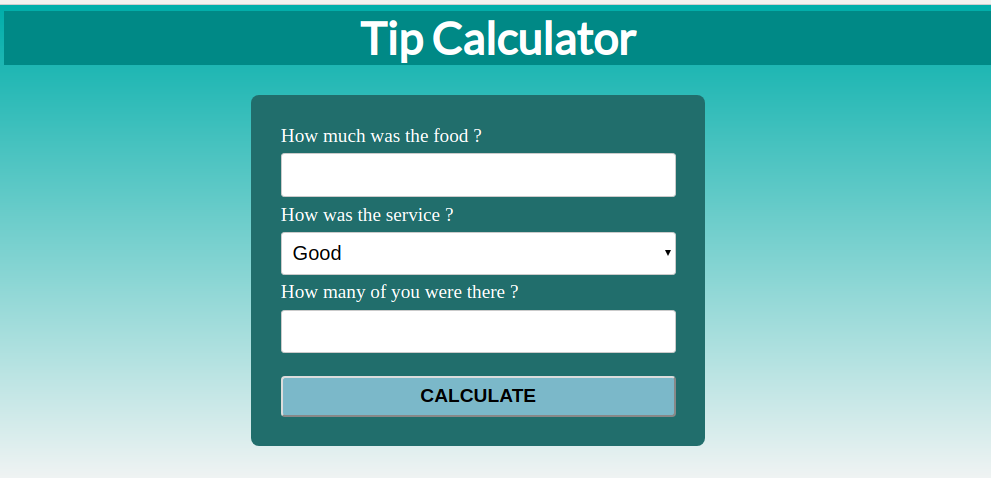 Tip Calculator
How much was the food ?
How was the service ?
Good
How many of you were there ?
CALCULATE